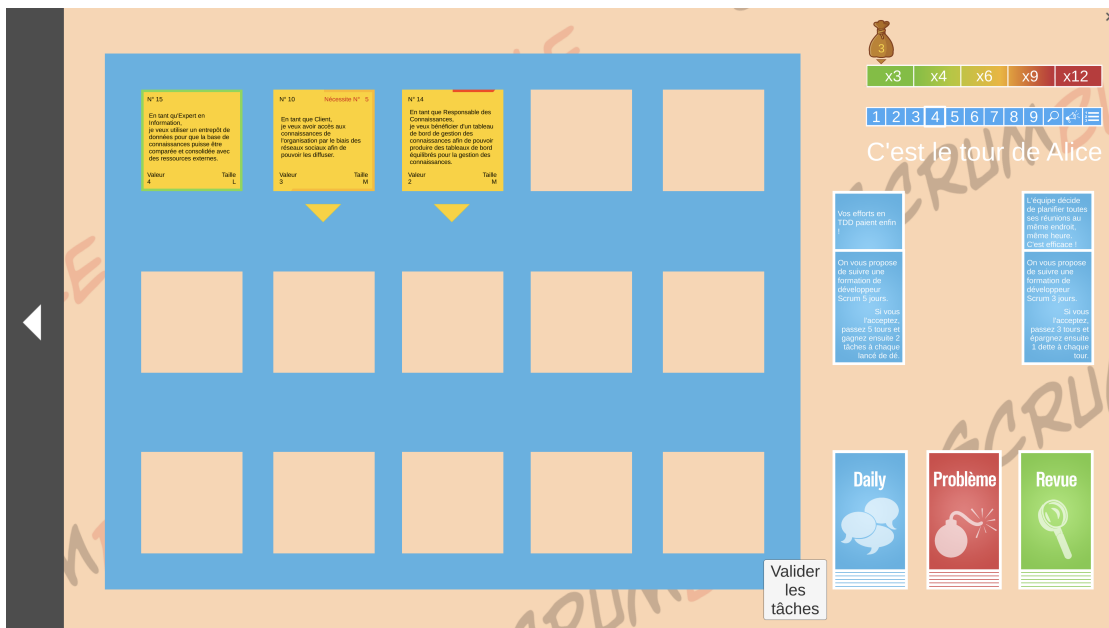 3
x3 x4 x6 x9 x12
1 2 3 4 5 6 7 8 9
C'est le tour de Alice
N° 15
En tant qu'Expert en
Information,
je veux utiliser un entrepôt de
données pour que la base de
connaissances puisse être
comparée et consolidée avec
des ressources externes.
Valeur Taille
4 L
N° 10 Nécessite N° 5
En tant que Client,
je veux avoir accès aux
connaissances de
l'organisation par le biais des
réseaux sociaux afin de
pouvoir les diffuser.
Valeur Taille
3 M
N° 14
En tant que Responsable des
Connaissances,
je veux bénéficier d'un tableau
de bord de gestion des
connaissances afin de pouvoir
produire des tableaux de bord
équilibrés pour la gestion des
connaissances.
Valeur Taille
2 M
Vos efforts en
TDD paient enfin
!
On vous propose
de suivre une
formation de
développeur
Scrum 5 jours.
Si vous
l'acceptez,
passez 5 tours et
gagnez ensuite 2
tâches à chaque
lancé de dé.
L'équipe décide
de planifier toutes
ses réunions au
même endroit,
même heure.
C'est efficace !
On vous propose
de suivre une
formation de
développeur
Scrum 3 jours.
Si vous
l'acceptez,
passez 3 tours et
épargnez ensuite
1 dette à chaque
tour.
Daily
Problème
Revue
Valider
les
tâches